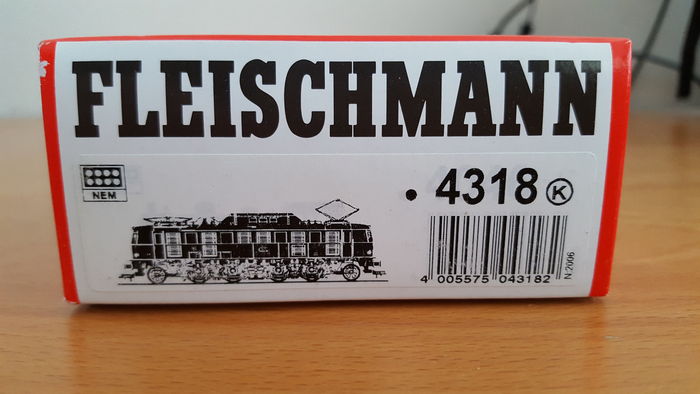 FLEISCHMANN
NEM
. 4318 K
4 005575 043182
N:2006